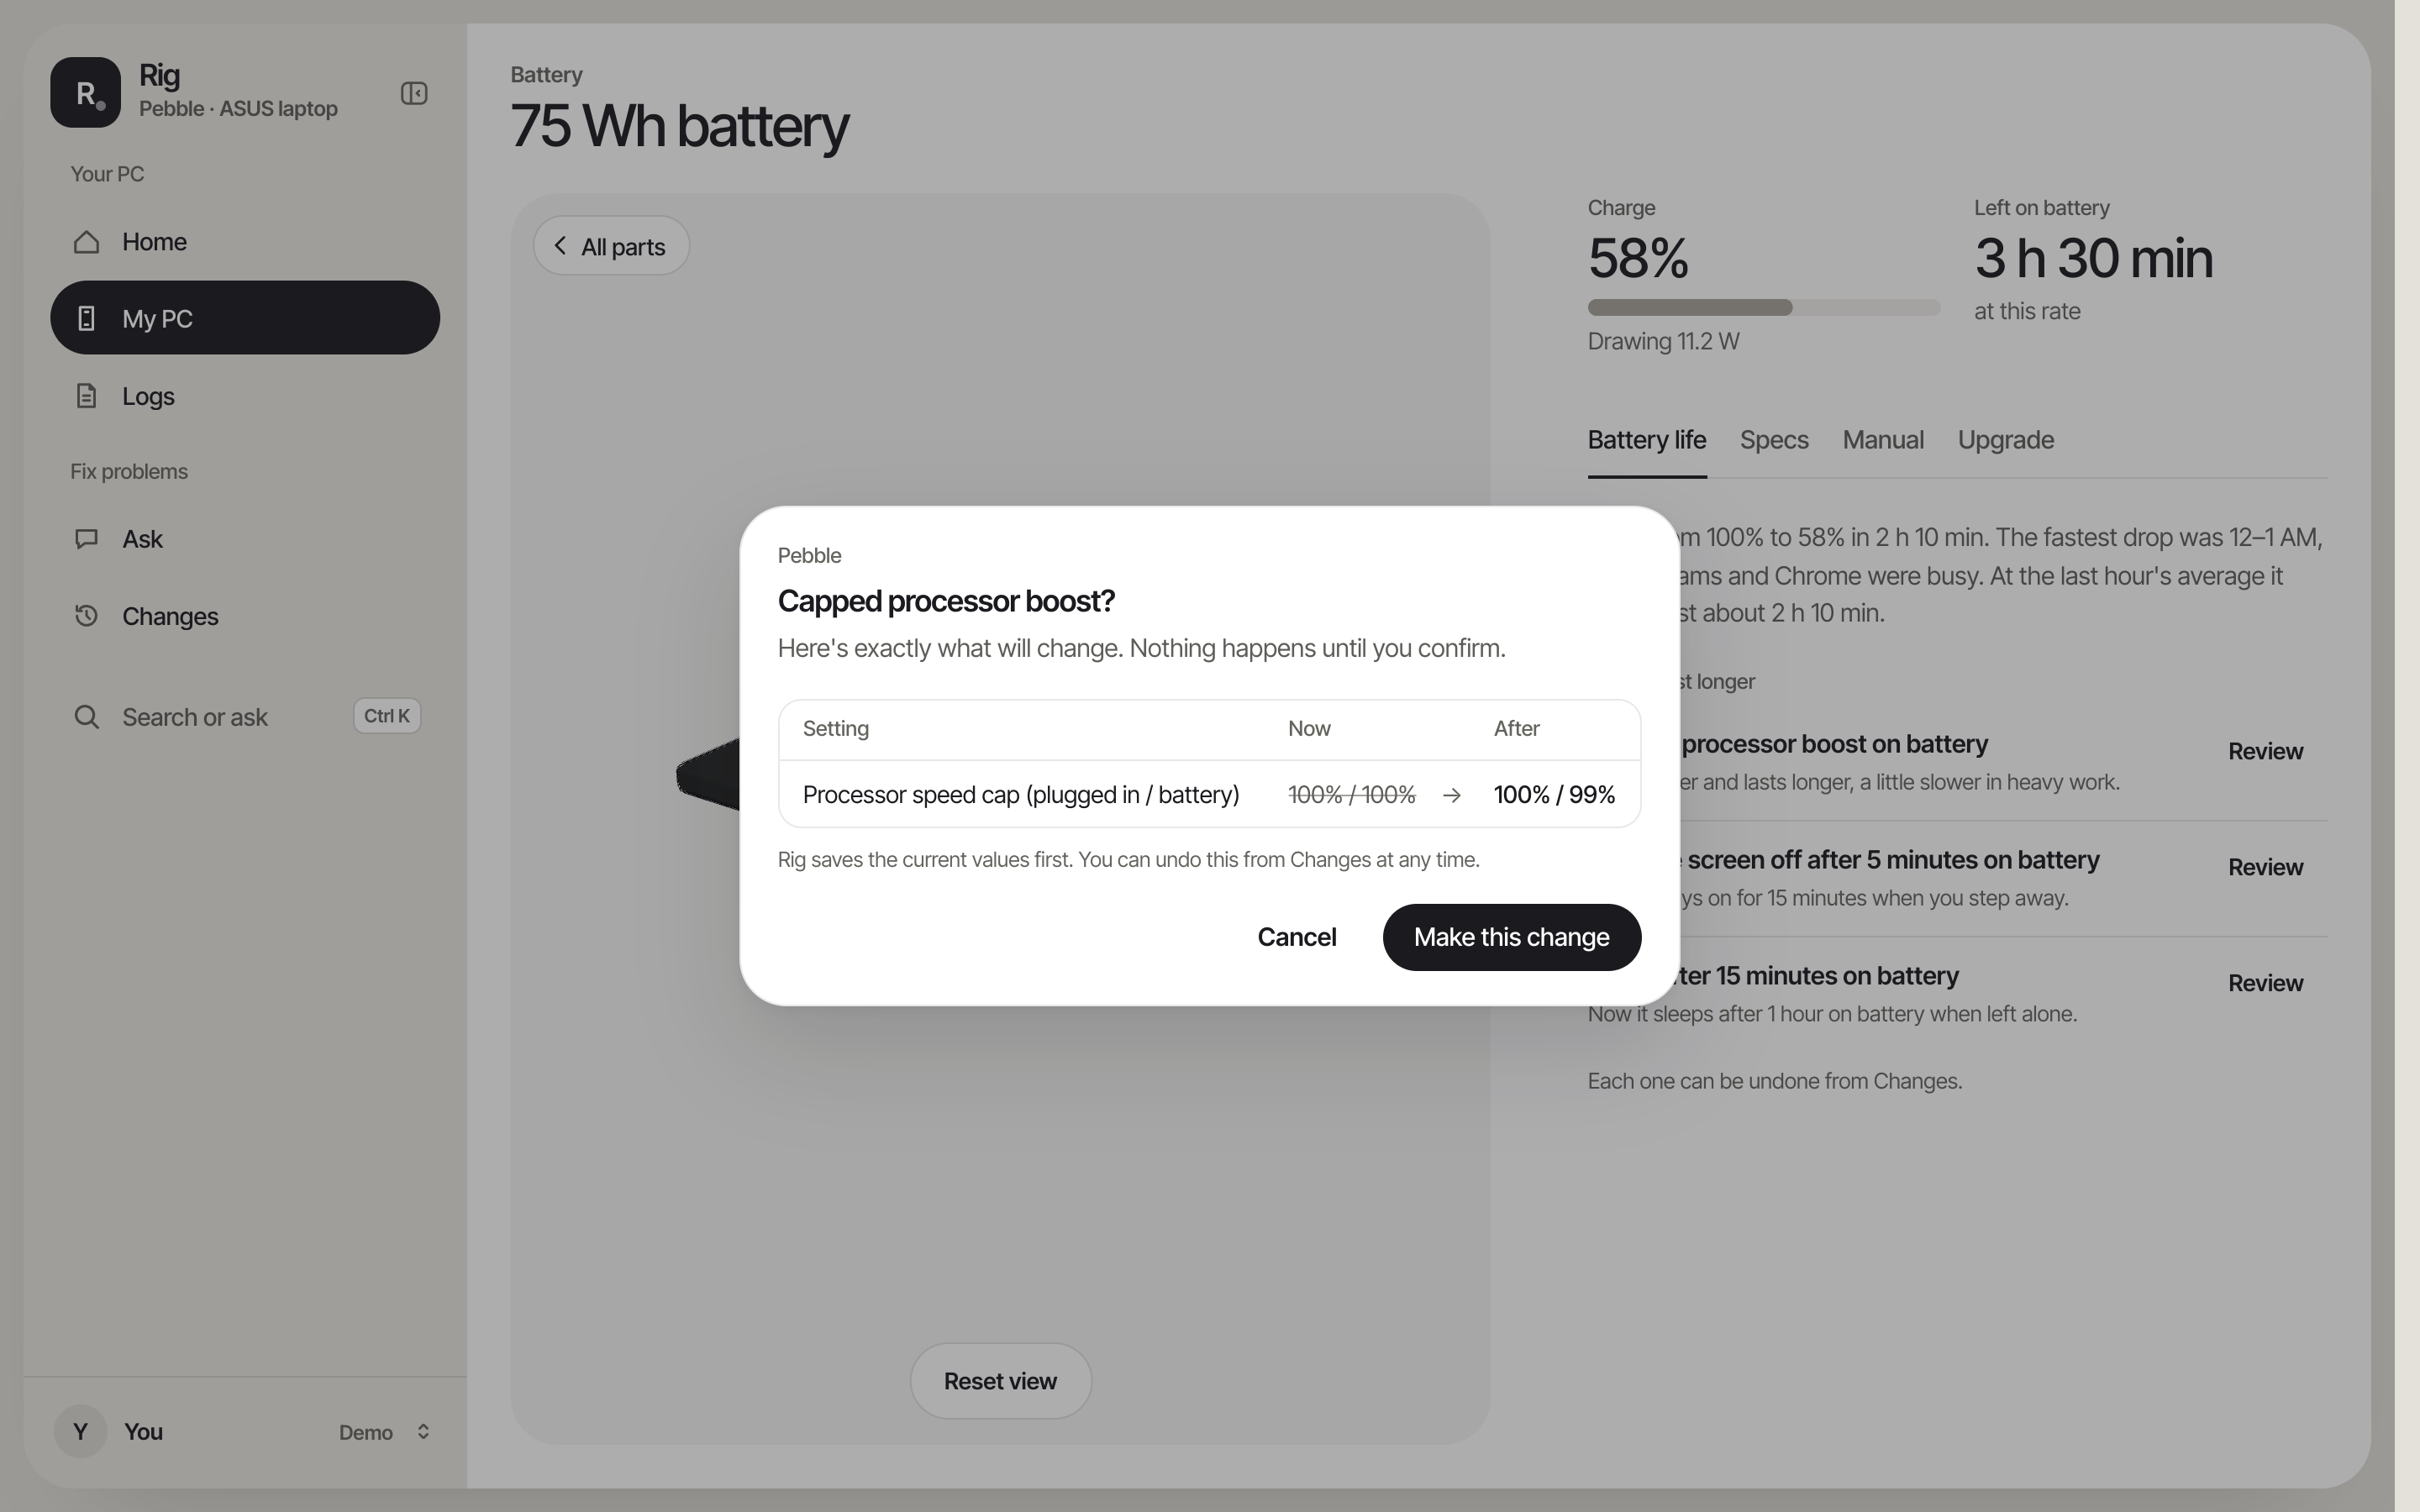 R.
Rig
Pebble · ASUS laptop
Your PC
Home
My PC
Logs
Fix problems
Ask
Changes
Search or ask
Ctrl K
Y
You
Demo
Battery
75 Wh battery
All parts
Reset view
Charge
58%
Drawing 11.2 W
Left on battery
3 h 30 min
at this rate
Battery life
Specs
Manual
Upgrade
100% to 58% in 2 h 10 min. The fastest drop was 12–1 AM,
and Chrome were busy. At the last hour's average it
about 2 h 10 min.
longer
processor boost on battery
Review
and lasts longer, a little slower in heavy work.
screen off after 5 minutes on battery
Review
on for 15 minutes when you step away.
15 minutes on battery
Review
Now it sleeps after 1 hour on battery when left alone.
Each one can be undone from Changes.
Pebble
Capped processor boost?
Here's exactly what will change. Nothing happens until you confirm.
Setting
Now
After
Processor speed cap (plugged in / battery)
100% / 100%
→
100% / 99%
Rig saves the current values first. You can undo this from Changes at any time.
Cancel
Make this change